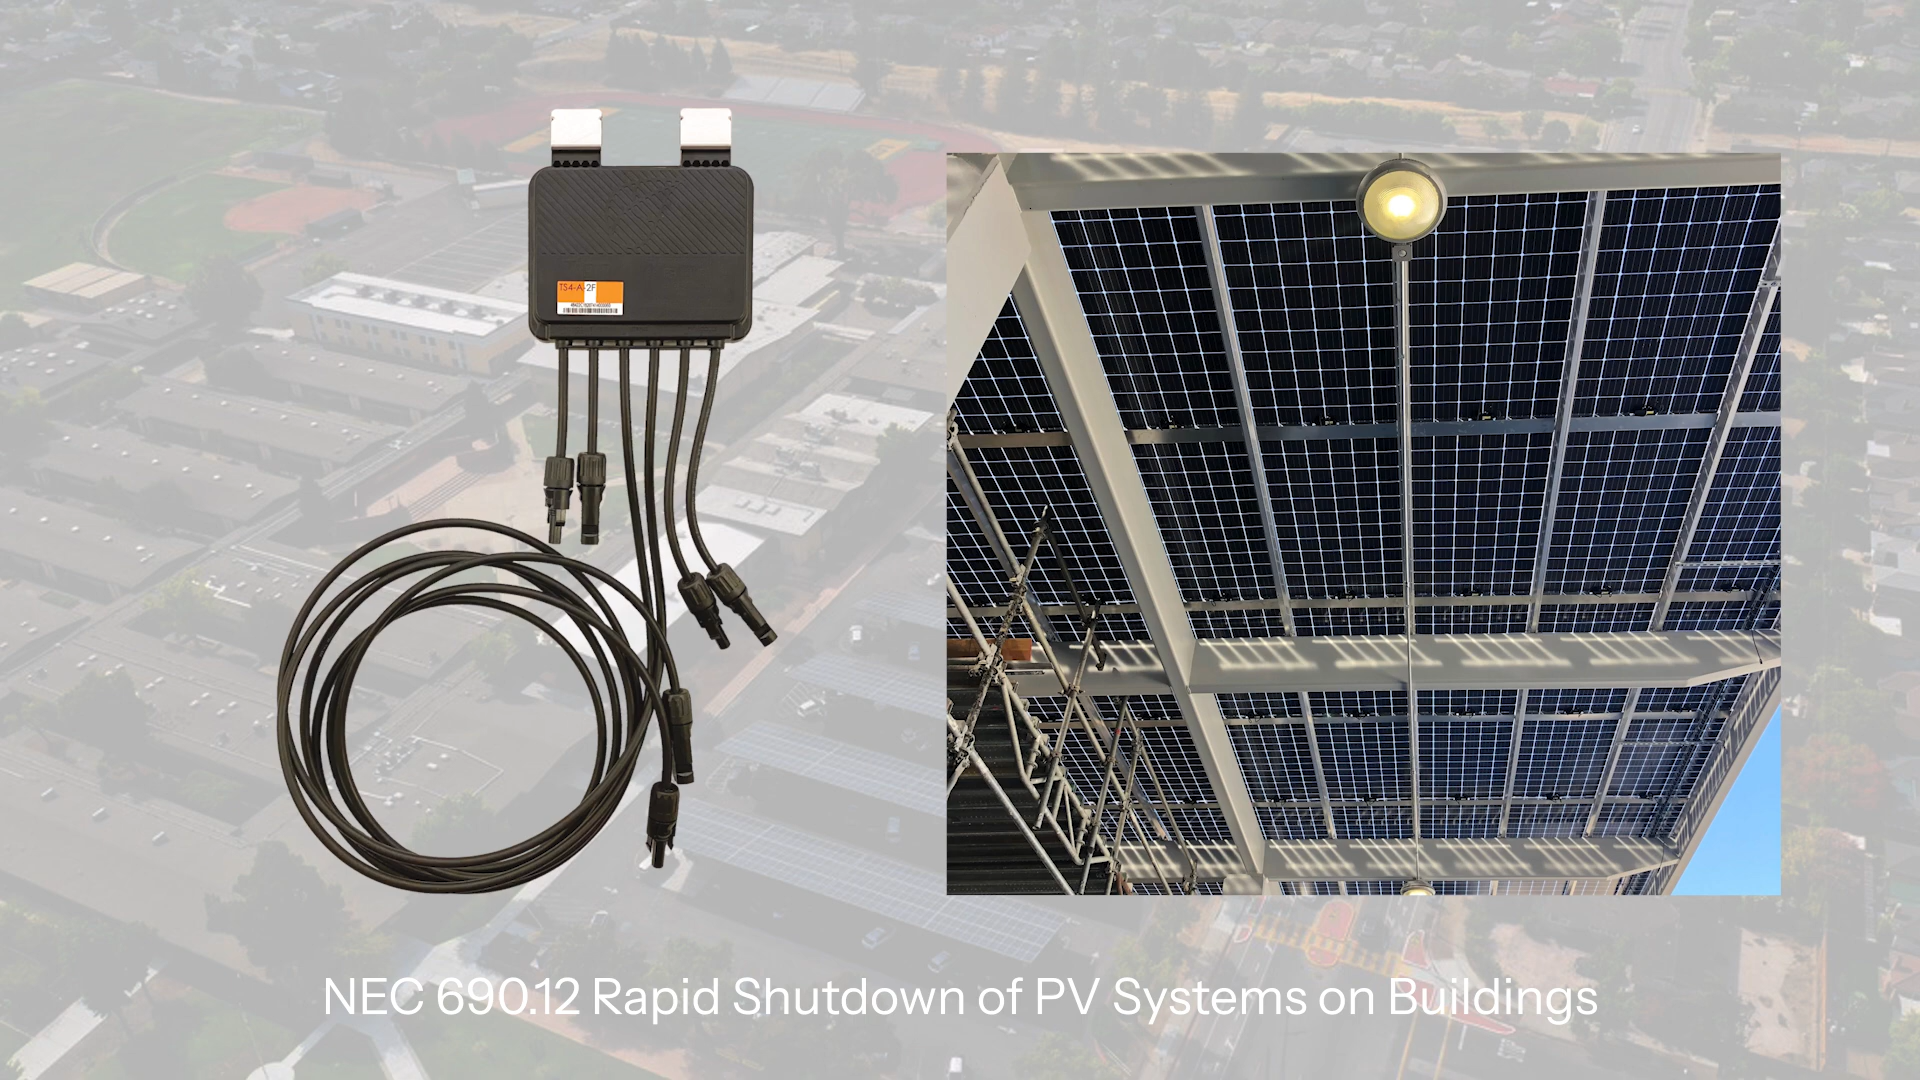 TS4-A-2F
NEC 690.12 Rapid Shutdown of PV Systems on Buildings